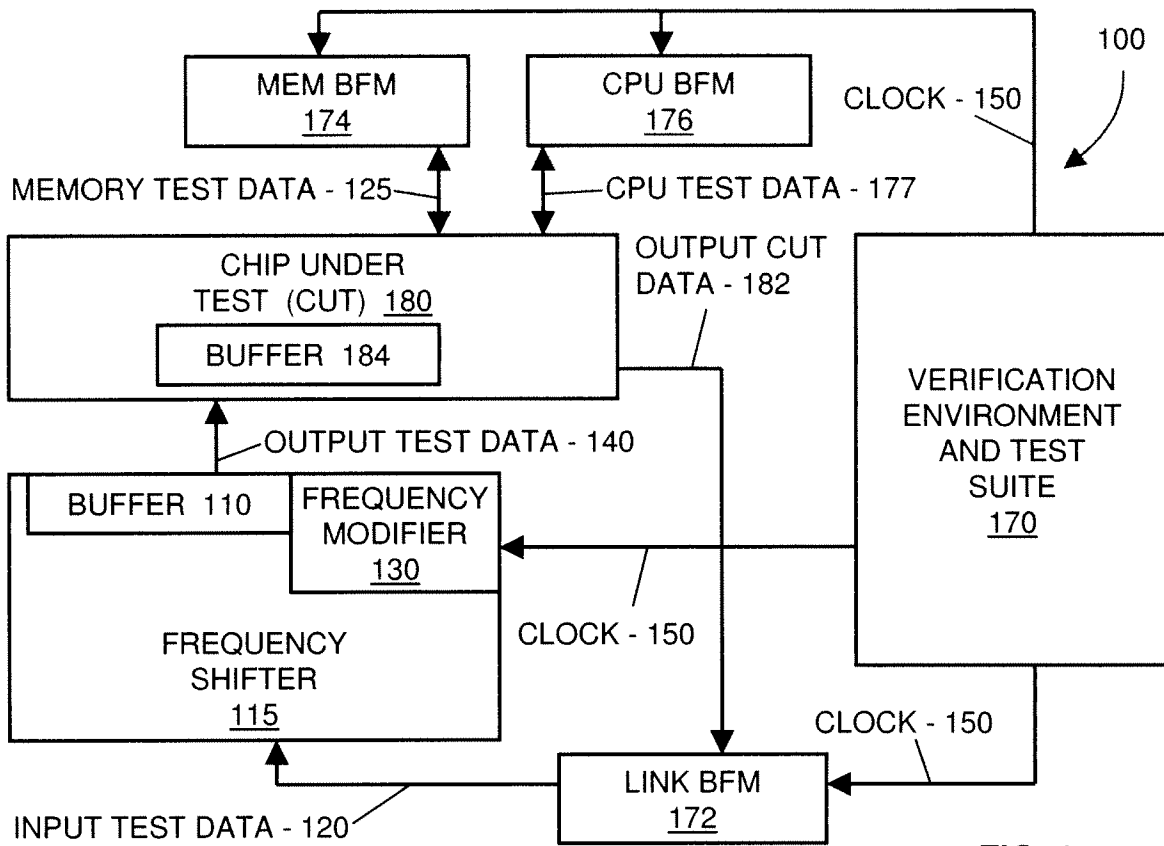 100
MEM BFM
174
CPU BFM
176
CLOCK - 150
MEMORY TEST DATA - 125
CPU TEST DATA - 177
CHIP UNDER
TEST (CUT) 180
BUFFER 184
OUTPUT CUT
DATA - 182
VERIFICATION
ENVIRONMENT
AND TEST
SUITE
170
OUTPUT TEST DATA - 140
BUFFER 110
FREQUENCY
MODIFIER
130
CLOCK - 150
FREQUENCY
SHIFTER
115
CLOCK - 150
LINK BFM
172
INPUT TEST DATA - 120